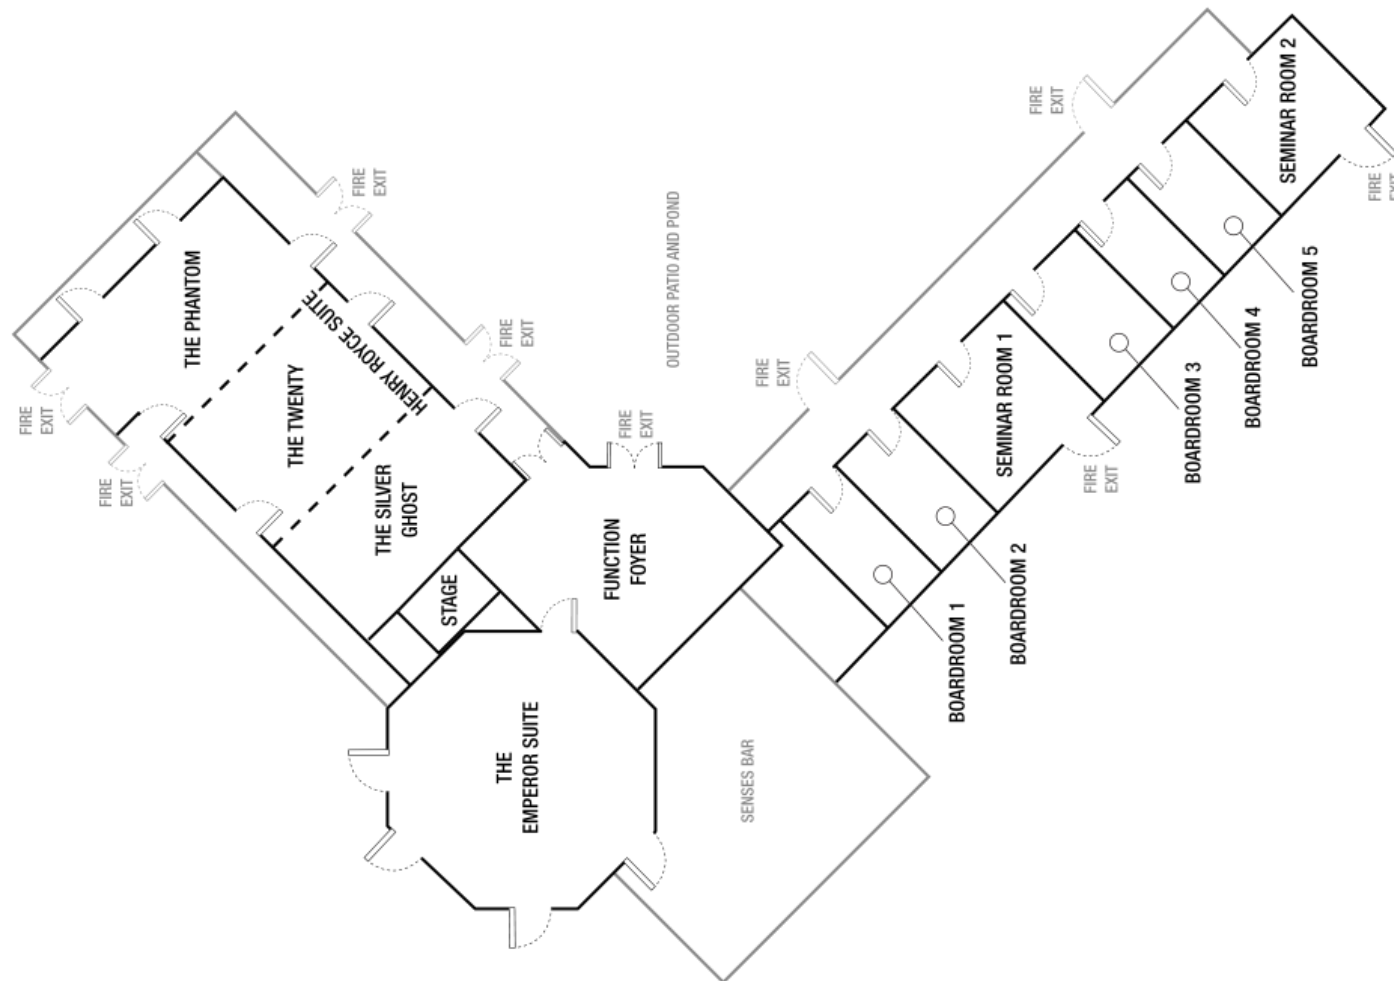 THE PHANTOM
THE TWENTY
HENRY ROYCE SUITE
THE SILVER
GHOST
STAGE
FUNCTION
FOYER
THE
EMPEROR SUITE
SENSES BAR
OUTDOOR PATIO AND POND
FIRE
EXIT
FIRE
EXIT
FIRE
EXIT
FIRE
EXIT
FIRE
EXIT
FIRE
EXIT
FIRE
EXIT
FIRE
EXIT
FIRE
EXIT
BOARDROOM 1
BOARDROOM 2
SEMINAR ROOM 1
BOARDROOM 3
BOARDROOM 4
BOARDROOM 5
SEMINAR ROOM 2